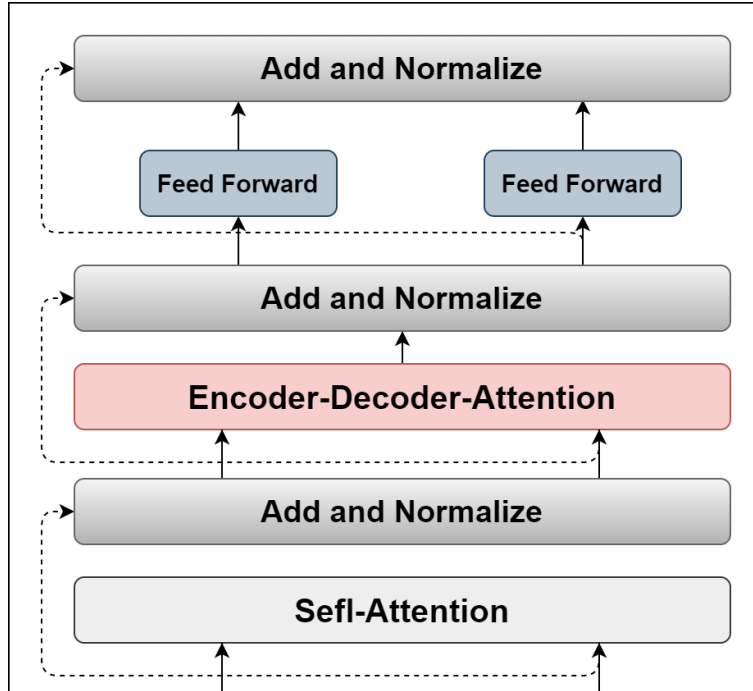 Add and Normalize
Feed Forward
Feed Forward
Add and Normalize
Encoder-Decoder-Attention
Add and Normalize
Sefl-Attention